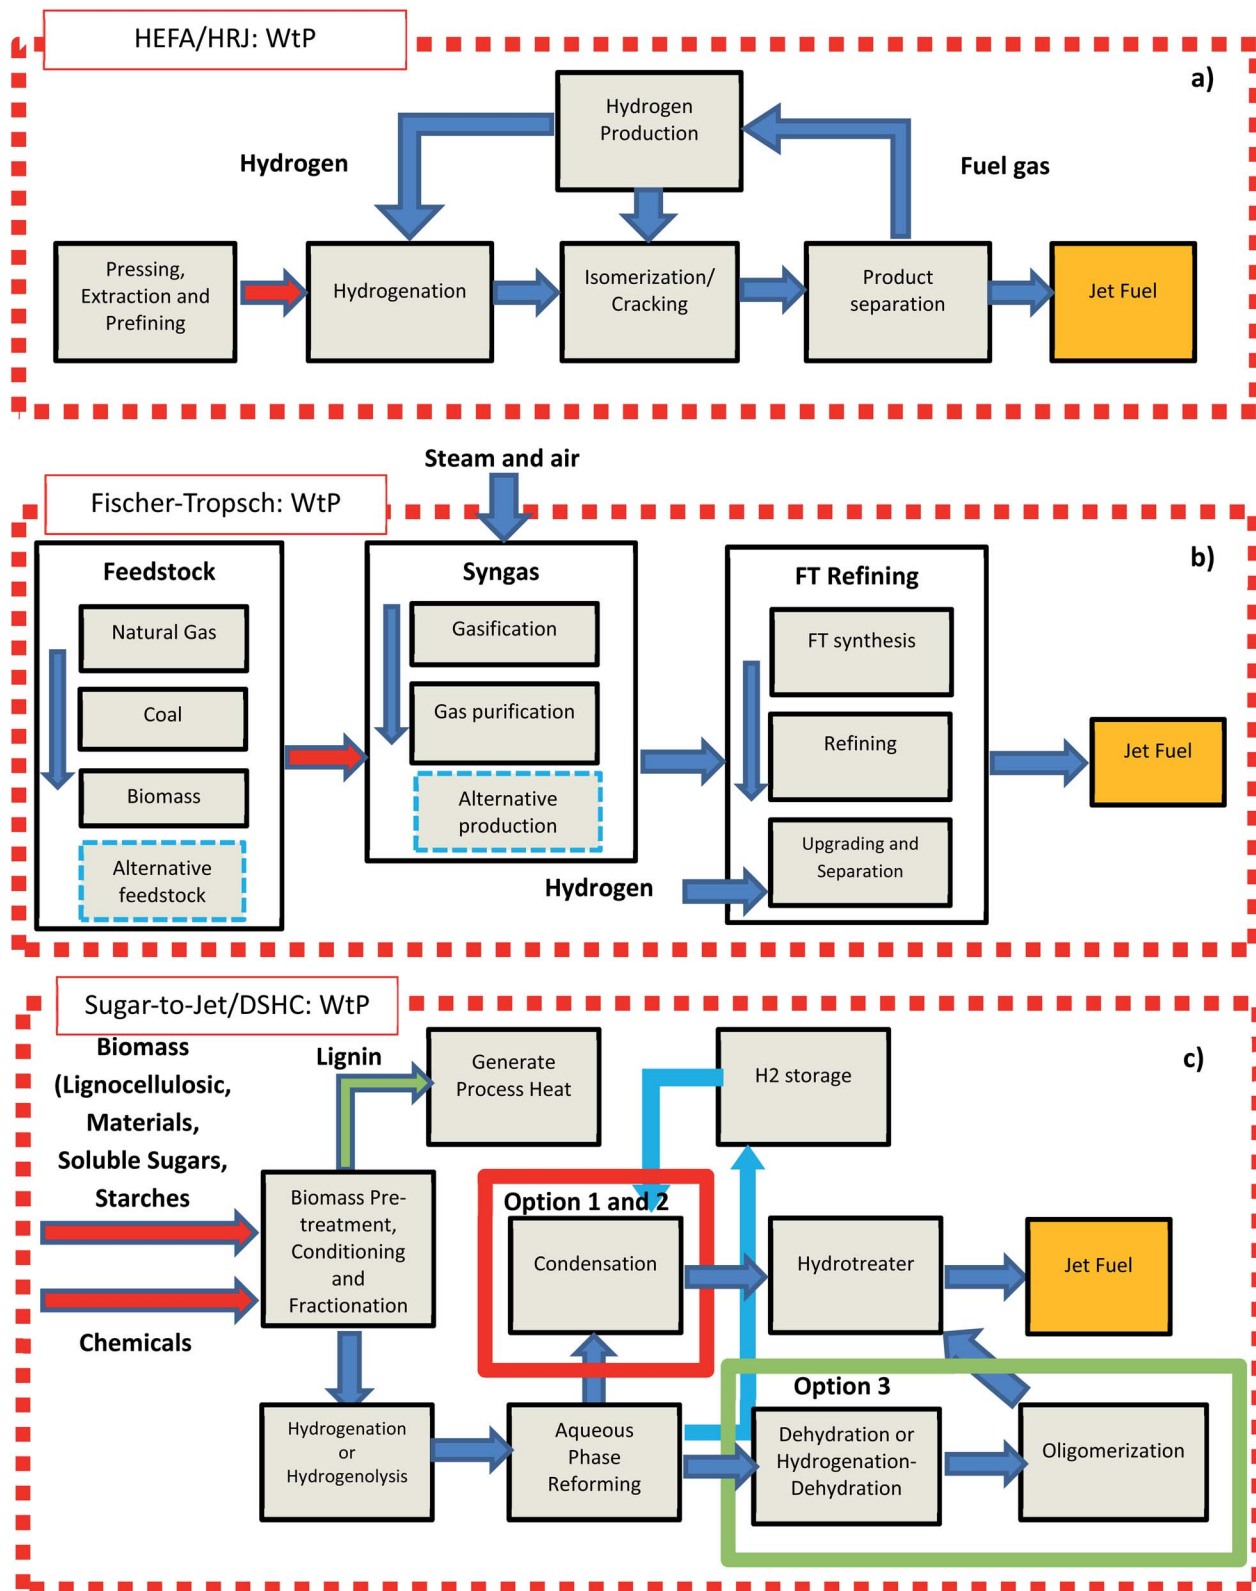 HEFA/HRJ: WtP
a)
Hydrogen
Production
Hydrogen
Fuel gas
Pressing,
Extraction and
Prefining
Hydrogenation
Isomerization/
Cracking
Product
separation
Jet Fuel
Steam and air
Fischer-Tropsch: WtP
b)
Feedstock
Natural Gas
Coal
Biomass
Alternative
feedstock
Syngas
Gasification
Gas purification
Alternative
production
Hydrogen
FT Refining
FT synthesis
Refining
Upgrading and
Separation
Jet Fuel
Sugar-to-Jet/DSHC: WtP
c)
Biomass
(Lignocellulosic,
Materials,
Soluble Sugars,
Starches
Chemicals
Lignin
Generate
Process Heat
H2 storage
Biomass Pre-
treatment,
Conditioning
and
Fractionation
Option 1 and 2
Condensation
Hydrotreater
Jet Fuel
Hydrogenation
or
Hydrogenolysis
Aqueous
Phase
Reforming
Option 3
Dehydration or
Hydrogenation-
Dehydration
Oligomerization